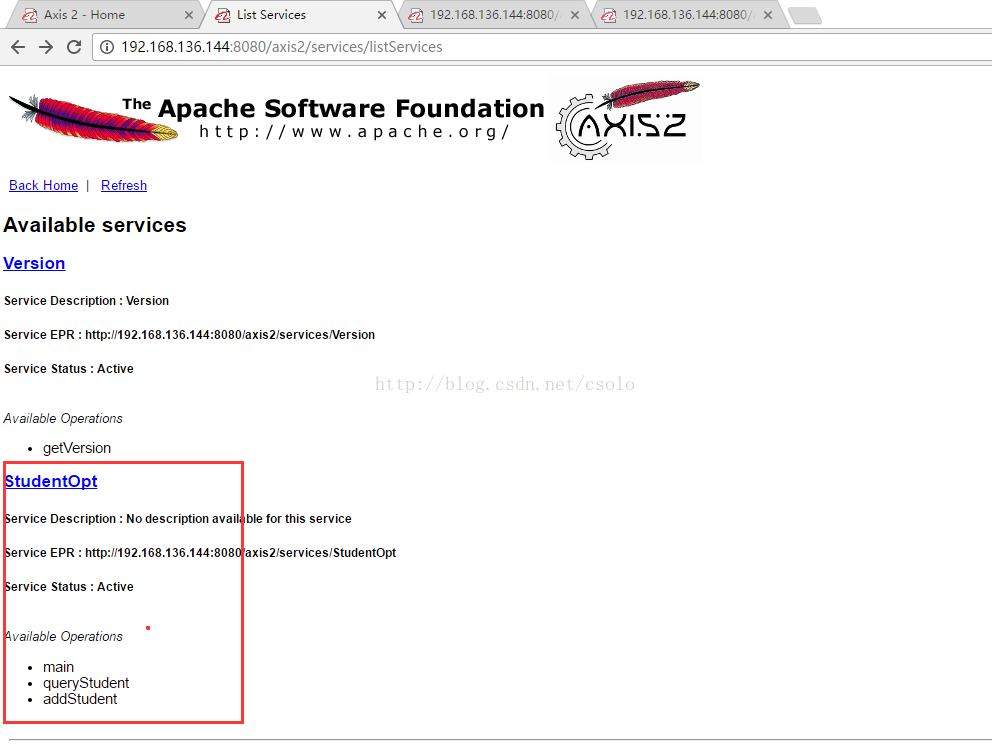 Axis 2 - Home
List Services
192.168.136.144:8080/
192.168.136.144:8080/
192.168.136.144:8080/axis2/services/listServices
The Apache Software Foundation
http://www.apache.org/
AXIS2
Back Home | Refresh
Available services
Version
Service Description : Version
Service EPR : http://192.168.136.144:8080/axis2/services/Version
Service Status : Active
http://blog.csdn.net/csolo
Available Operations
• getVersion
StudentOpt
Service Description : No description available for this service
Service EPR : http://192.168.136.144:8080/axis2/services/StudentOpt
Service Status : Active
Available Operations
• main
• queryStudent
• addStudent